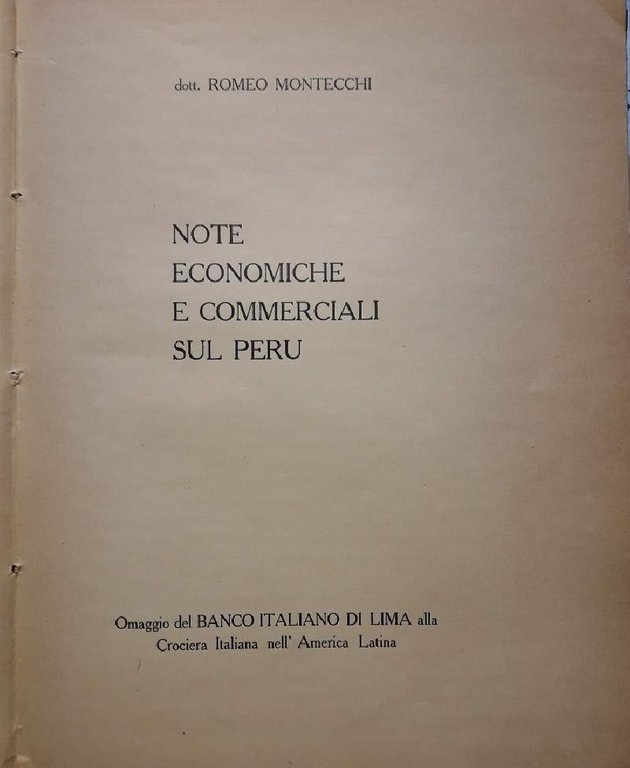 dott. ROMEO MONTECCHI
NOTE
ECONOMICHE
E COMMERCIALI
SUL PERU
Omaggio del BANCO ITALIANO DI LIMA alla
Crociera Italiana nell' America Latina